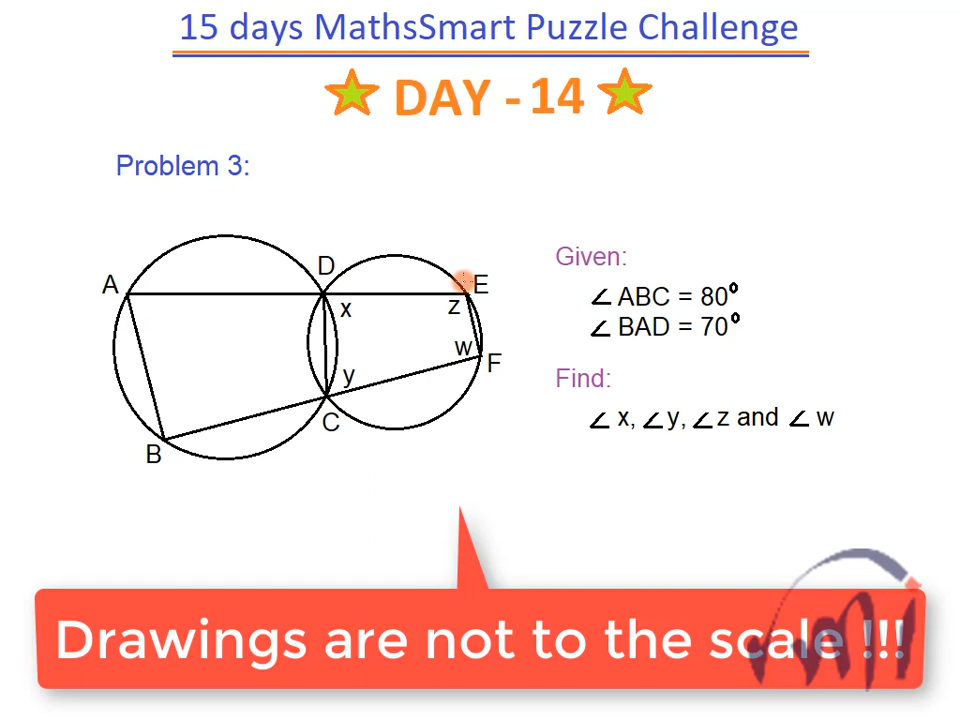 15 days MathsSmart Puzzle Challenge
DAY - 14
Problem 3:
A
D
E
x
z
w
y
F
C
B
Given:
∠ ABC = 80°
∠ BAD = 70°
Find:
∠ x, ∠ y, ∠ z and ∠ w
Drawings are not to the scale !!!